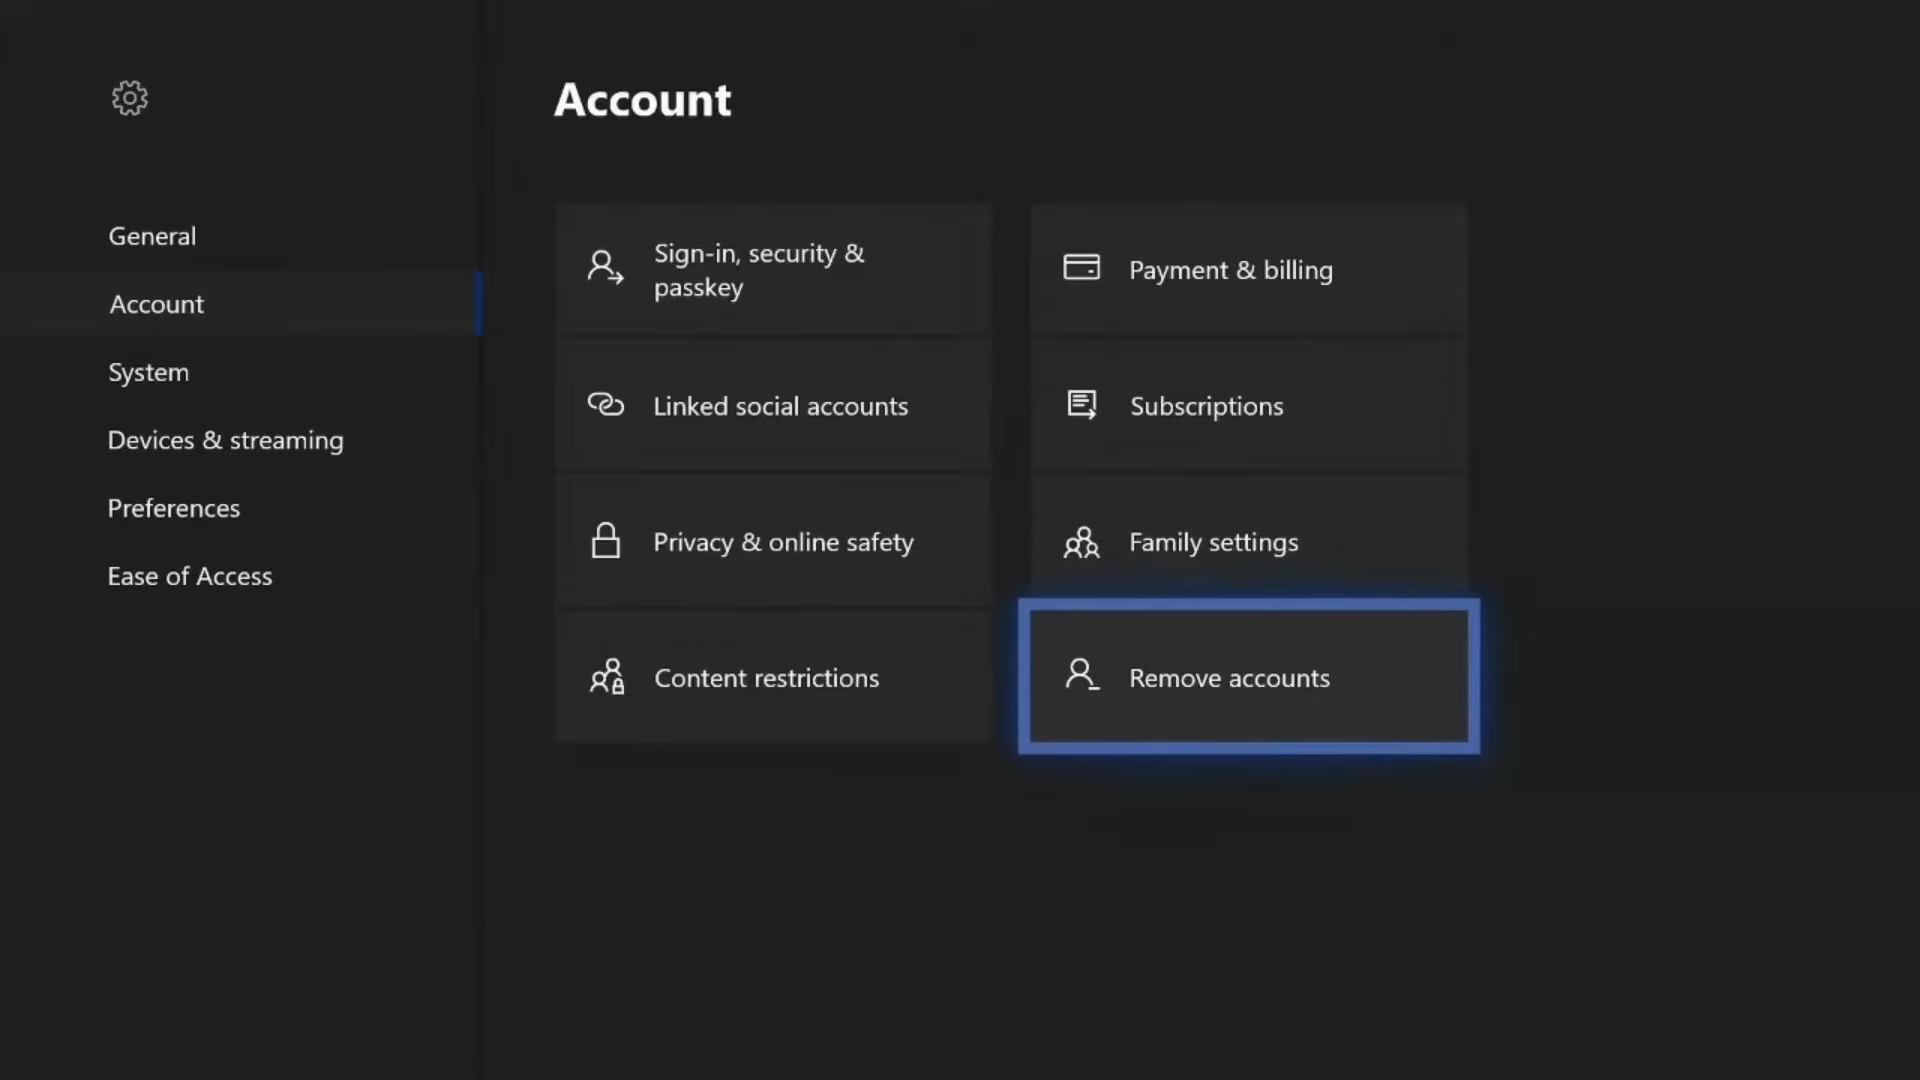 Account
General
Account
System
Devices & streaming
Preferences
Ease of Access
Sign-in, security &
passkey
Linked social accounts
Privacy & online safety
Content restrictions
Payment & billing
Subscriptions
Family settings
Remove accounts